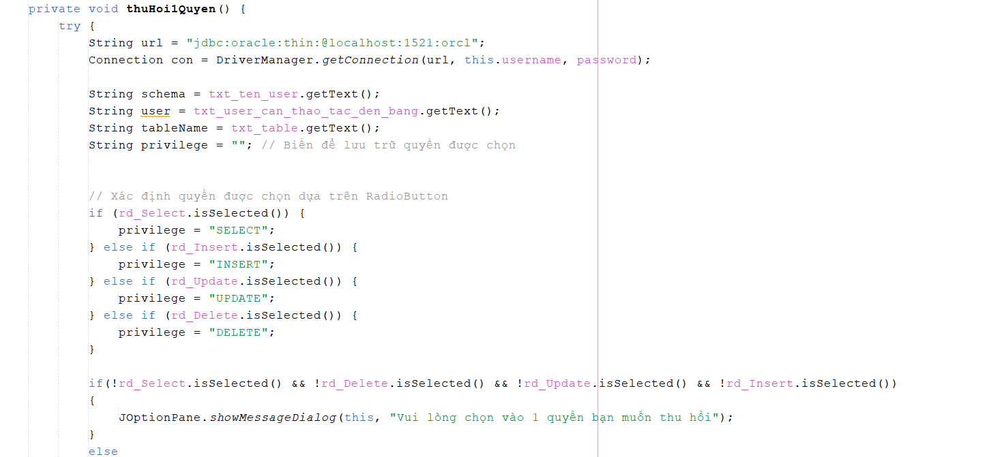 private void thuHoi1Quyen() {
try {
String url = "jdbc:oracle:thin:@localhost:1521:orcl";
Connection con = DriverManager.getConnection(url, this.username, password);
String schema = txt_ten_user.getText();
String user = txt_user_can_thao_tac_den_bang.getText();
String tableName = txt_table.getText();
String privilege = ""; // Biến để lưu trữ quyền được chọn
// Xác định quyền được chọn dựa trên RadioButton
if (rd_Select.isSelected()) {
privilege = "SELECT";
} else if (rd_Insert.isSelected()) {
privilege = "INSERT";
} else if (rd_Update.isSelected()) {
privilege = "UPDATE";
} else if (rd_Delete.isSelected()) {
privilege = "DELETE";
}
if(!rd_Select.isSelected() && !rd_Delete.isSelected() && !rd_Update.isSelected() && !rd_Insert.isSelected())
{
JOptionPane.showMessageDialog(this, "Vui lòng chọn vào 1 quyền bạn muốn thu hồi");
}
else